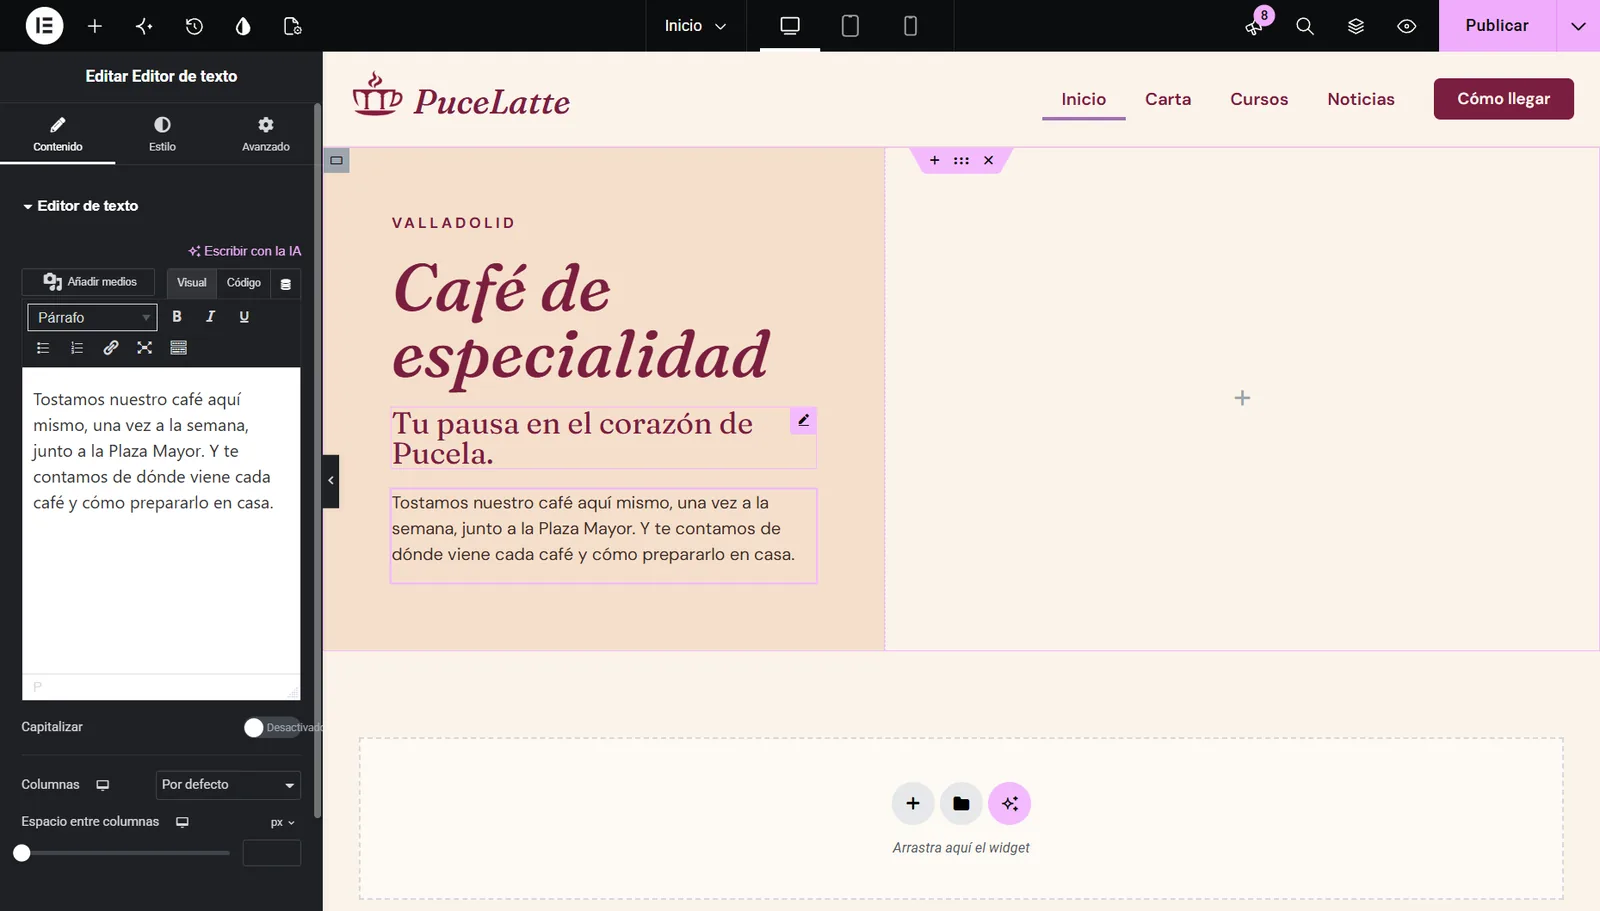 Inicio
8
Publicar
Editar Editor de texto
Contenido
Estilo
Avanzado
Editor de texto
Escribir con la IA
Añadir medios
Visual
Código
Párrafo
B I U
Tostamos nuestro café aquí
mismo, una vez a la semana,
junto a la Plaza Mayor. Y te
contamos de dónde viene cada
café y cómo prepararlo en casa.
P
Capitalizar
Desactivado
Columnas
Por defecto
Espacio entre columnas
px
PuceLatte
Inicio
Carta
Cursos
Noticias
Cómo llegar
VALLADOLID
Café de
especialidad
Tu pausa en el corazón de
Pucela.
Tostamos nuestro café aquí mismo, una vez a la
semana, junto a la Plaza Mayor. Y te contamos de
dónde viene cada café y cómo prepararlo en casa.
Arrastra aquí el widget